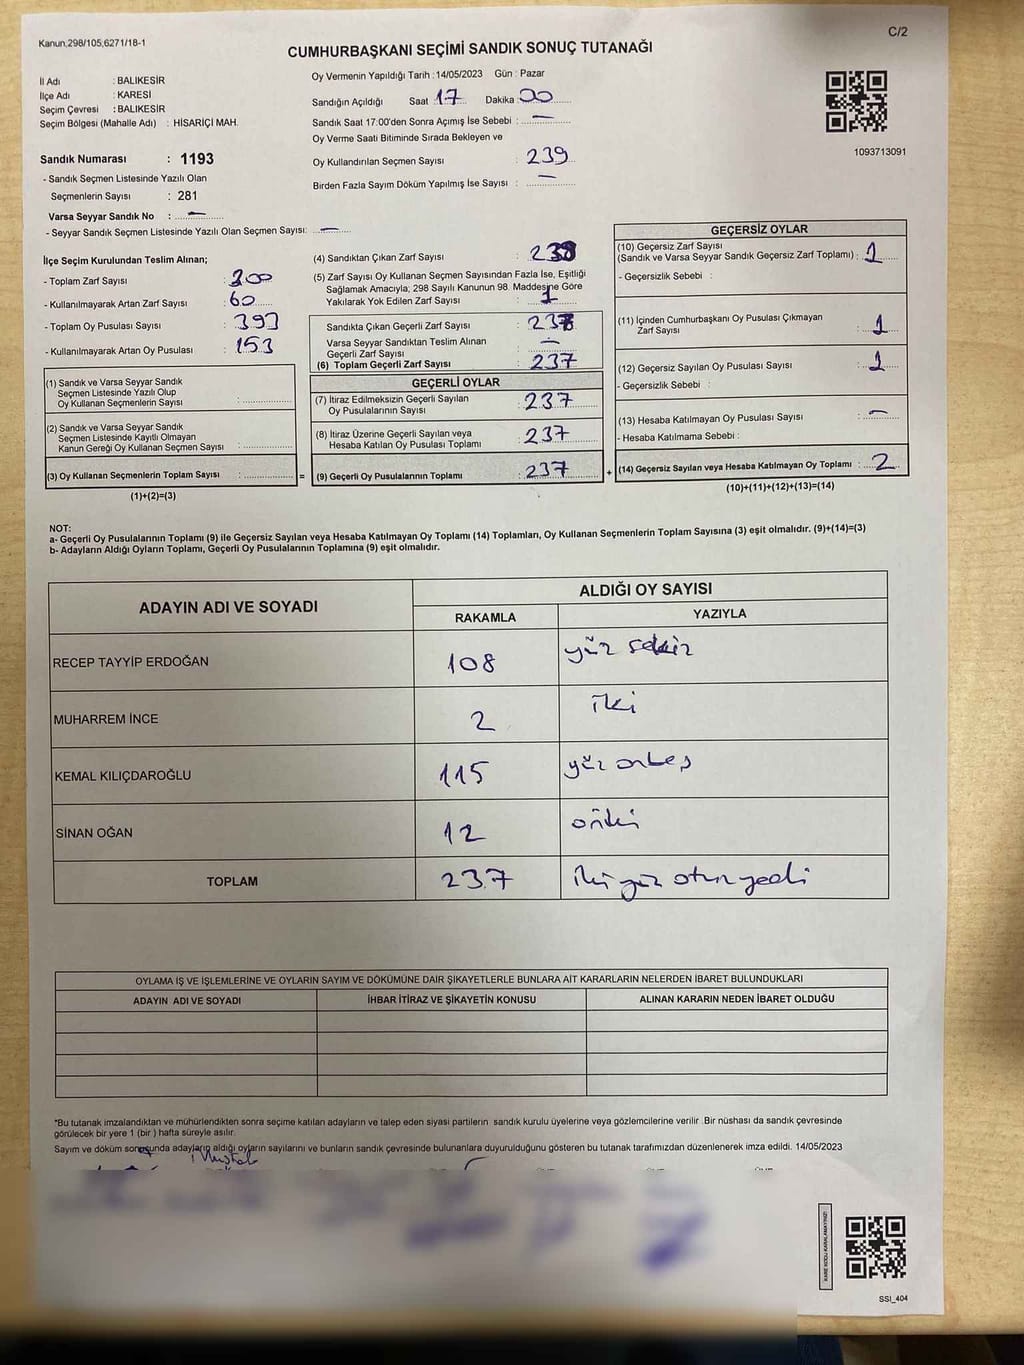 Kanun;298/105;6271/18-1
C/2
CUMHURBAŞKANI SEÇİMİ SANDIK SONUÇ TUTANAĞI
İl Adı : BALIKESİR
İlçe Adı : KARESİ
Seçim Çevresi : BALIKESİR
Seçim Bölgesi (Mahalle Adı) : HİSARİÇİ MAH.
Sandık Numarası : 1193
- Sandık Seçmen Listesinde Yazılı Olan
Seçmenlerin Sayısı : 281
Varsa Seyyar Sandık No : —
- Seyyar Sandık Seçmen Listesinde Yazılı Olan Seçmen Sayısı: —
Oy Vermenin Yapıldığı Tarih : 14/05/2023 Gün : Pazar
Sandığın Açıldığı Saat 17 Dakika 00
Sandık Saat 17:00'den Sonra Açımış İse Sebebi : —
Oy Verme Saati Bitiminde Sırada Bekleyen ve
Oy Kullandırılan Seçmen Sayısı : 239
Birden Fazla Sayım Döküm Yapılmış İse Sayısı : —
1093713091
İlçe Seçim Kurulundan Teslim Alınan;
- Toplam Zarf Sayısı : 300
- Kullanılmayarak Artan Zarf Sayısı : 60
- Toplam Oy Pusulası Sayısı : 393
- Kullanılmayarak Artan Oy Pusulası : 153
(1) Sandık ve Varsa Seyyar Sandık
Seçmen Listesinde Yazılı Olup
Oy Kullanan Seçmenlerin Sayısı :
(2) Sandık ve Varsa Seyyar Sandık
Seçmen Listesinde Kayıtlı Olmayan
Kanun Gereği Oy Kullanan Seçmen Sayısı :
(3) Oy Kullanan Seçmenlerin Toplam Sayısı : =
(1)+(2)=(3)
(4) Sandıktan Çıkan Zarf Sayısı :
(5) Zarf Sayısı Oy Kullanan Seçmen Sayısından Fazla İse, Eşitliği
Sağlamak Amacıyla; 298 Sayılı Kanunun 98. Maddesine Göre
Yakılarak Yok Edilen Zarf Sayısı : 1
Sandıkta Çıkan Geçerli Zarf Sayısı :
Varsa Seyyar Sandıktan Teslim Alınan
Geçerli Zarf Sayısı : —
(6) Toplam Geçerli Zarf Sayısı : 237
GEÇERLİ OYLAR
(7) İtiraz Edilmeksizin Geçerli Sayılan
Oy Pusulalarının Sayısı : 237
(8) İtiraz Üzerine Geçerli Sayılan veya
Hesaba Katılan Oy Pusulası Toplamı : 237
(9) Geçerli Oy Pusulalarının Toplamı : 237 +
GEÇERSİZ OYLAR
(10) Geçersiz Zarf Sayısı
(Sandık ve Varsa Seyyar Sandık Geçersiz Zarf Toplamı) : 1
- Geçersizlik Sebebi :
(11) İçinden Cumhurbaşkanı Oy Pusulası Çıkmayan
Zarf Sayısı : 1
(12) Geçersiz Sayılan Oy Pusulası Sayısı : 1
- Geçersizlik Sebebi :
(13) Hesaba Katılmayan Oy Pusulası Sayısı : —
- Hesaba Katılmama Sebebi :
(14) Geçersiz Sayılan veya Hesaba Katılmayan Oy Toplamı : 2
(10)+(11)+(12)+(13)=(14)
NOT:
a- Geçerli Oy Pusulalarının Toplamı (9) ile Geçersiz Sayılan veya Hesaba Katılmayan Oy Toplamı (14) Toplamları, Oy Kullanan Seçmenlerin Toplam Sayısına (3) eşit olmalıdır. (9)+(14)=(3)
b- Adayların Aldığı Oyların Toplamı, Geçerli Oy Pusulalarının Toplamına (9) eşit olmalıdır.
ADAYIN ADI VE SOYADI
ALDIĞI OY SAYISI
RAKAMLA YAZIYLA
RECEP TAYYİP ERDOĞAN 108 yüz sekiz
MUHARREM İNCE 2 iki
KEMAL KILIÇDAROĞLU 115 yüz onbeş
SİNAN OĞAN 12 oniki
TOPLAM 237 iki yüz otuz yedi
OYLAMA İŞ VE İŞLEMLERİNE VE OYLARIN SAYIM VE DÖKÜMÜNE DAİR ŞİKAYETLERLE BUNLARA AİT KARARLARIN NELERDEN İBARET BULUNDUKLARI
ADAYIN ADI VE SOYADI İHBAR İTİRAZ VE ŞİKAYETİN KONUSU ALINAN KARARIN NEDEN İBARET OLDUĞU
*Bu tutanak imzalandıktan ve mühürlendikten sonra seçime katılan adayların ve talep eden siyasi partilerin sandık kurulu üyelerine veya gözlemcilerine verilir. Bir nüshası da sandık çevresinde
görülecek bir yere 1 (bir ) hafta süreyle asılır.
Sayım ve döküm sonucunda adayların aldığı oyların sayılarını ve bunların sandık çevresinde bulunanlara duyurulduğunu gösteren bu tutanak tarafımızdan düzenlenerek imza edildi. 14/05/2023
KARE KODU KARALAMAYINIZ!
SSI_404